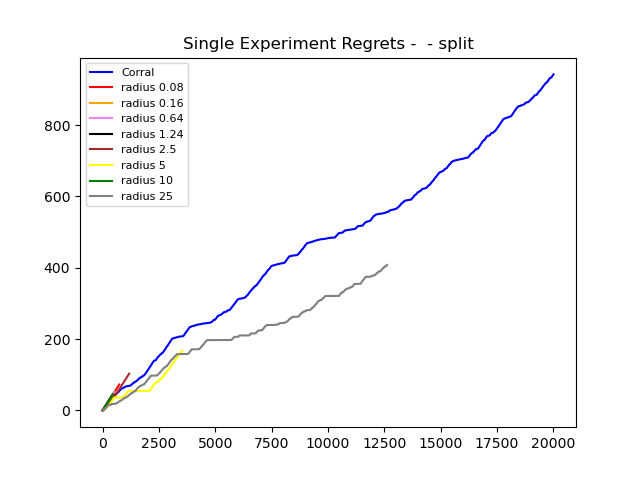 Single Experiment Regrets -  - split
Corral
radius 0.08
radius 0.16
radius 0.64
radius 1.24
radius 2.5
radius 5
radius 10
radius 25
800
600
400
200
0
0 2500 5000 7500 10000 12500 15000 17500 20000